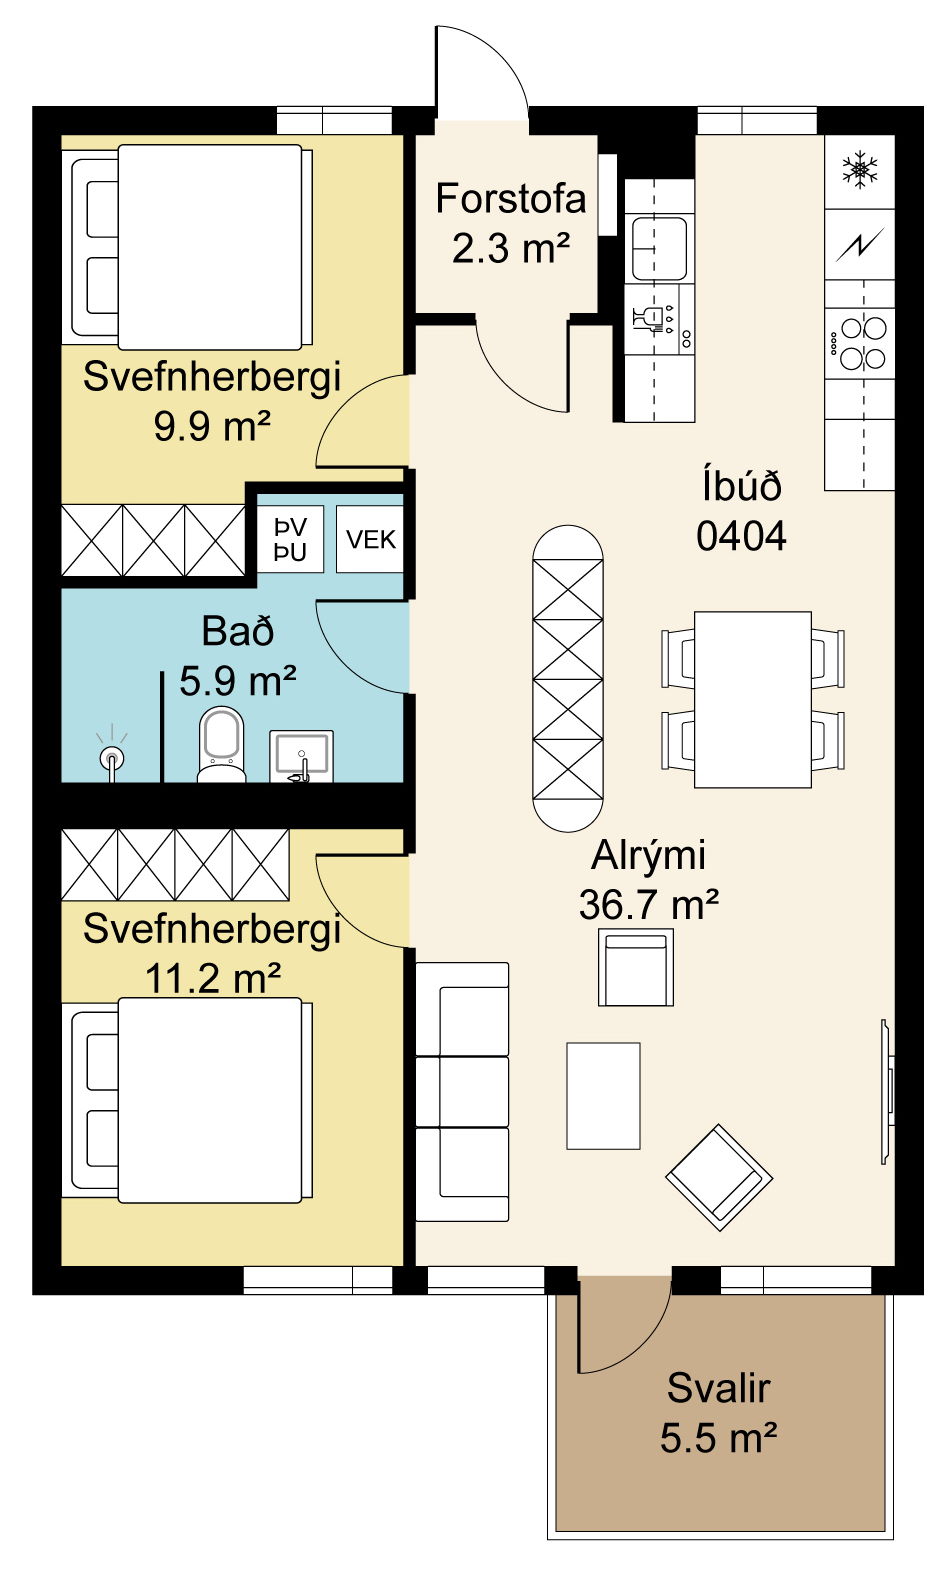 Forstofa
2.3 m²
Svefnherbergi
9.9 m²
Íbúð
0404
ÞV
ÞU
VEK
Bað
5.9 m²
Alrými
36.7 m²
Svefnherbergi
11.2 m²
Svalir
5.5 m²